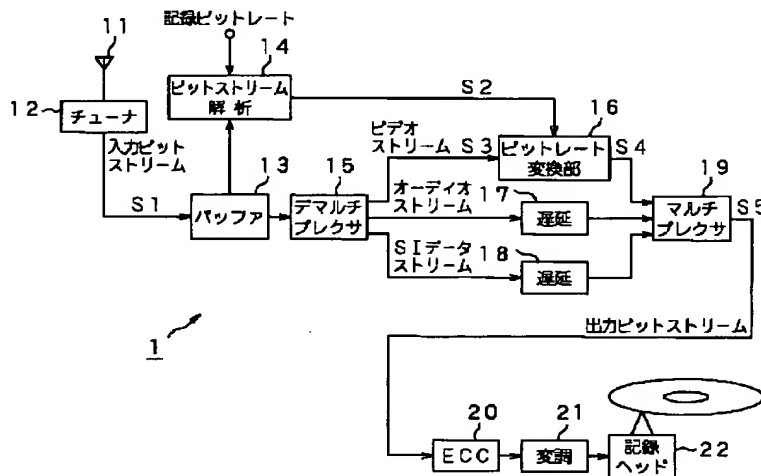 記録ビットレート
11
14
12
チューナ
ビットストリーム
解析
S2
16
入力ビット
ストリーム
ビデオ
ストリーム
S3
ビットレート
変換部
S4
13
15
19
S1
バッファ
デマルチ
プレクサ
オーディオ
ストリーム
17
遅延
マルチ
プレクサ
S5
SIデータ
ストリーム
18
遅延
1
出力ビットストリーム
20
21
ECC
変調
記録
ヘッド
22